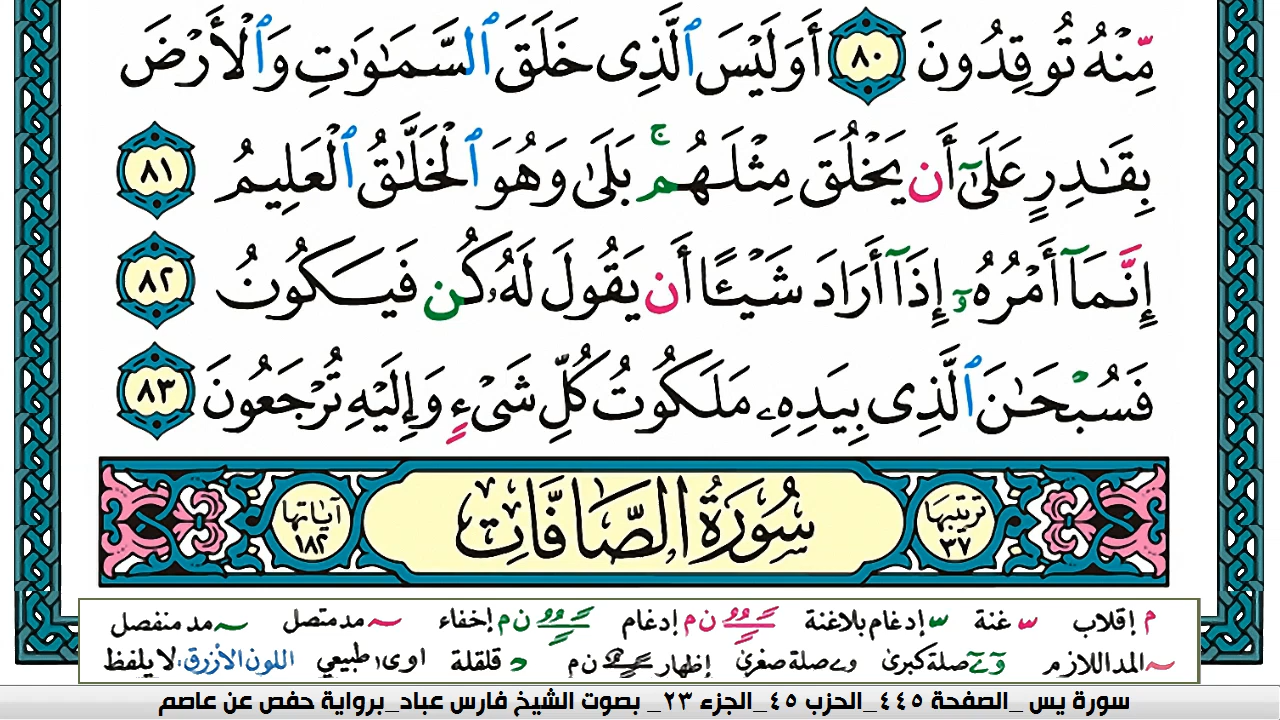 مِّنْهُ تُوقِدُونَ ٨٠ أَوَلَيْسَ ٱلَّذِى خَلَقَ ٱلسَّمَـٰوَٰتِ وَٱلْأَرْضَ
بِقَـٰدِرٍ عَلَىٰٓ أَن يَخْلُقَ مِثْلَهُم ۚ بَلَىٰ وَهُوَ ٱلْخَلَّـٰقُ ٱلْعَلِيمُ ٨١
إِنَّمَآ أَمْرُهُۥٓ إِذَآ أَرَادَ شَيْـًٔا أَن يَقُولَ لَهُۥ كُن فَيَكُونُ ٨٢
فَسُبْحَـٰنَ ٱلَّذِى بِيَدِهِۦ مَلَكُوتُ كُلِّ شَىْءٍ وَإِلَيْهِ تُرْجَعُونَ ٨٣
ترتيبها ٣٧ سُورَةُ الصَّافَّات آياتها ١٨٢
م إقلاب غنة إدغام بلاغنة ن م إدغام ن م إخفاء مد متصل مد منفصل
المد اللازم صلة كبرى صلة صغرى إظهار ن م قلقلة اوى طبيعي اللون الأزرق: لا يلفظ
سورة يس _الصفحة ٤٤٥_الحزب ٤٥_الجزء ٢٣_ بصوت الشيخ فارس عباد_برواية حفص عن عاصم